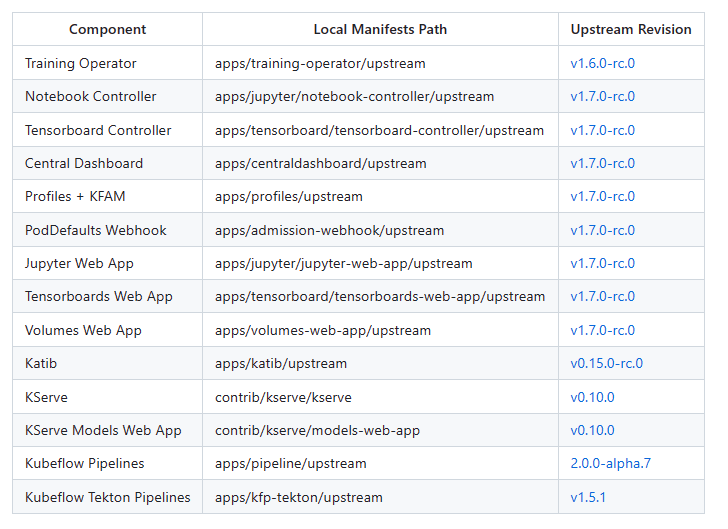 Component Local Manifests Path Upstream Revision
Training Operator apps/training-operator/upstream v1.6.0-rc.0
Notebook Controller apps/jupyter/notebook-controller/upstream v1.7.0-rc.0
Tensorboard Controller apps/tensorboard/tensorboard-controller/upstream v1.7.0-rc.0
Central Dashboard apps/centraldashboard/upstream v1.7.0-rc.0
Profiles + KFAM apps/profiles/upstream v1.7.0-rc.0
PodDefaults Webhook apps/admission-webhook/upstream v1.7.0-rc.0
Jupyter Web App apps/jupyter/jupyter-web-app/upstream v1.7.0-rc.0
Tensorboards Web App apps/tensorboard/tensorboards-web-app/upstream v1.7.0-rc.0
Volumes Web App apps/volumes-web-app/upstream v1.7.0-rc.0
Katib apps/katib/upstream v0.15.0-rc.0
KServe contrib/kserve/kserve v0.10.0
KServe Models Web App contrib/kserve/models-web-app v0.10.0
Kubeflow Pipelines apps/pipeline/upstream 2.0.0-alpha.7
Kubeflow Tekton Pipelines apps/kfp-tekton/upstream v1.5.1